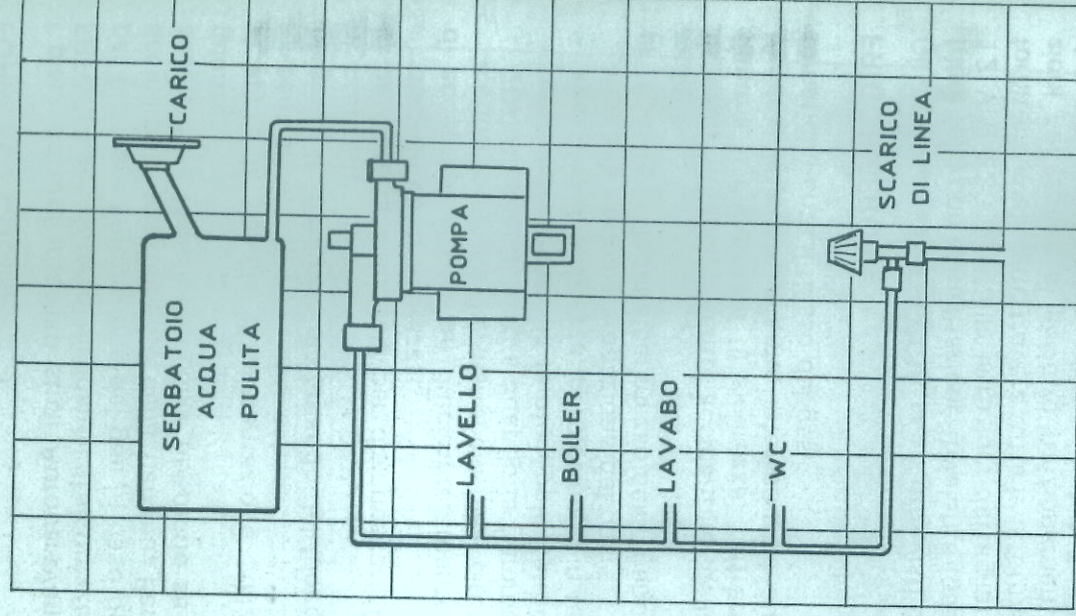 CARICO
SERBATOIO
ACQUA
PULITA
POMPA
LAVELLO
BOILER
LAVABO
WC
SCARICO
DI LINEA